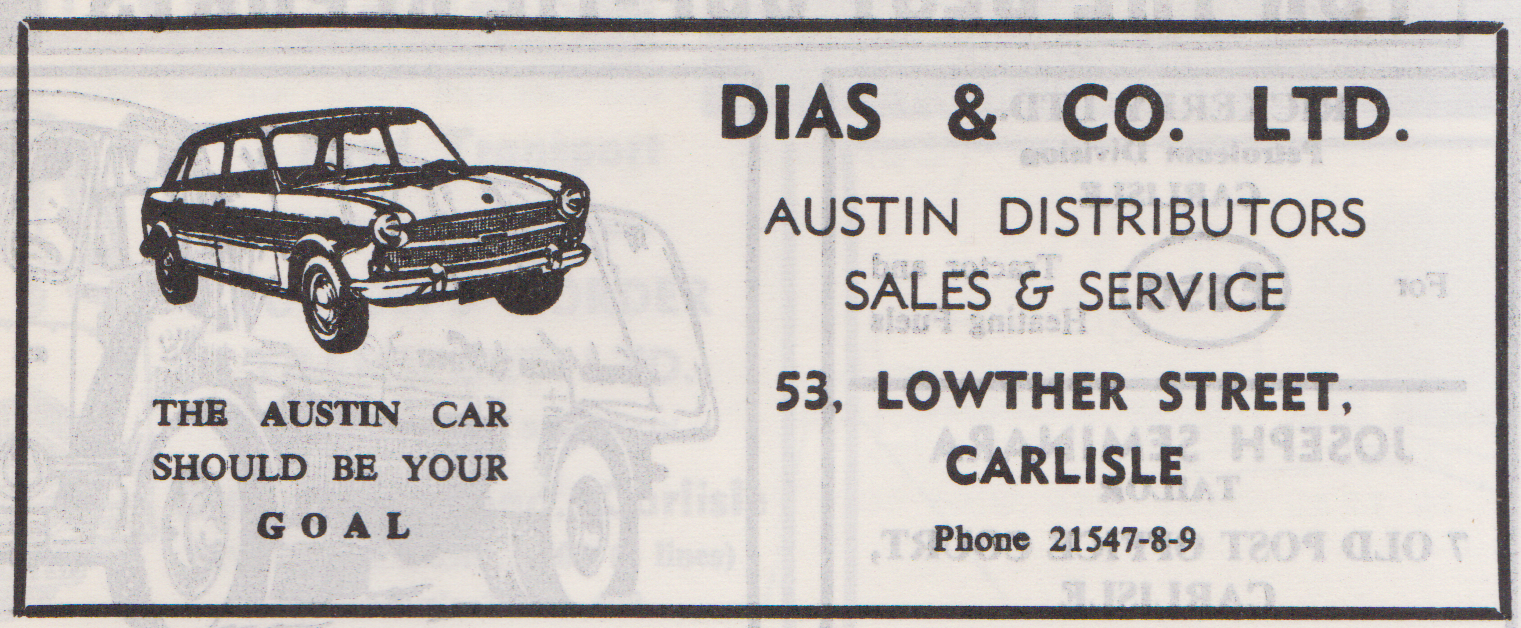 DIAS & CO. LTD.
AUSTIN DISTRIBUTORS
SALES & SERVICE
53, LOWTHER STREET,
CARLISLE
Phone 21547-8-9
THE AUSTIN CAR
SHOULD BE YOUR
GOAL